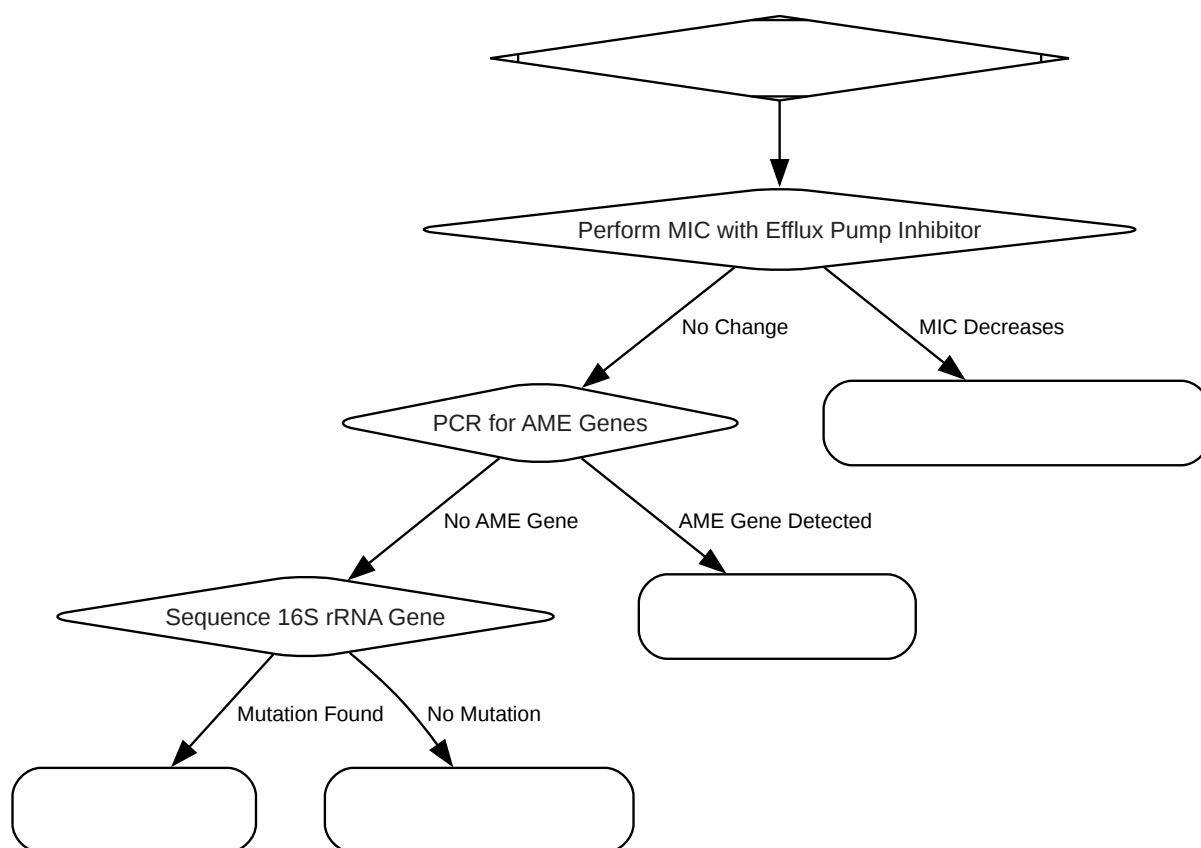 Perform MIC with Efflux Pump Inhibitor
No Change
MIC Decreases
PCR for AME Genes
No AME Gene
AME Gene Detected
Sequence 16S rRNA Gene
Mutation Found
No Mutation